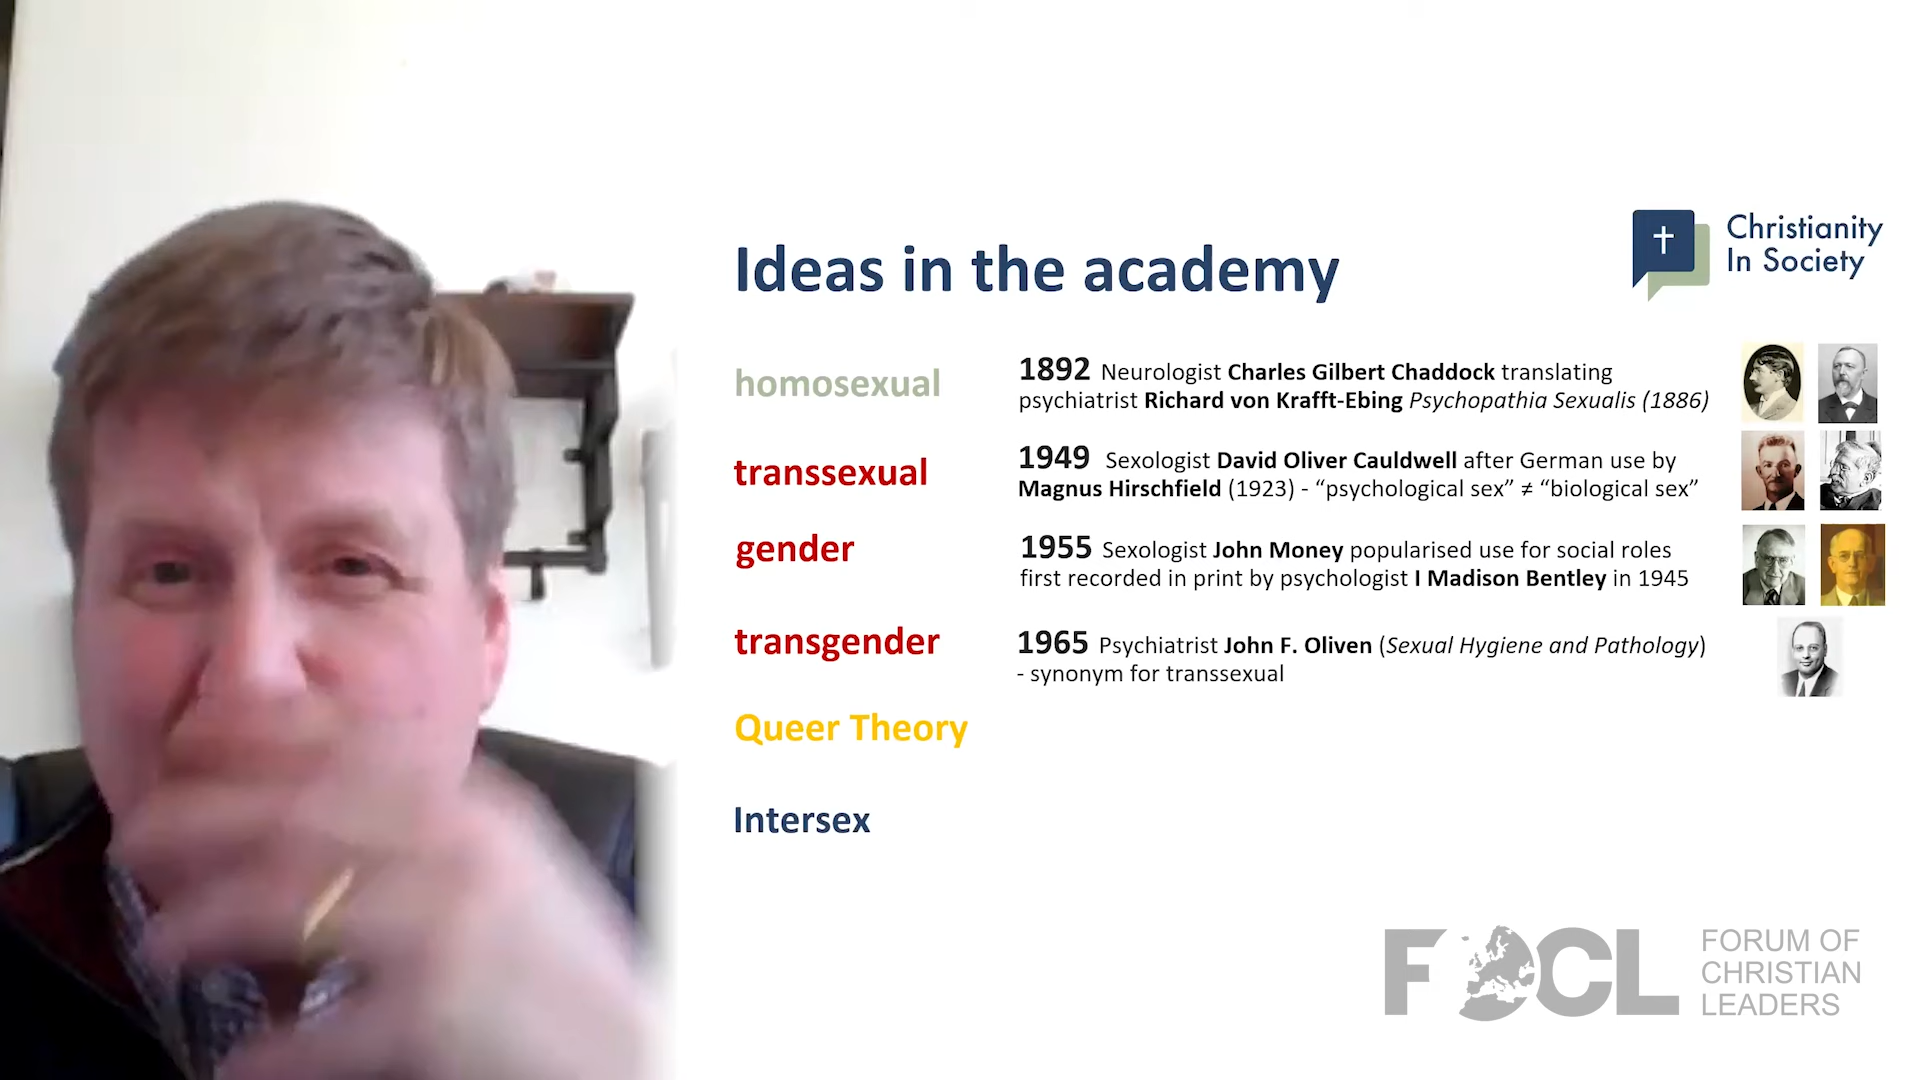 Ideas in the academy
Christianity
In Society
homosexual
1892 Neurologist Charles Gilbert Chaddock translating
psychiatrist Richard von Krafft-Ebing Psychopathia Sexualis (1886)
transsexual
1949 Sexologist David Oliver Cauldwell after German use by
Magnus Hirschfield (1923) - “psychological sex” ≠ “biological sex”
gender
1955 Sexologist John Money popularised use for social roles
first recorded in print by psychologist I Madison Bentley in 1945
transgender
1965 Psychiatrist John F. Oliven (Sexual Hygiene and Pathology)
- synonym for transsexual
Queer Theory
Intersex
FOCL
FORUM OF
CHRISTIAN
LEADERS